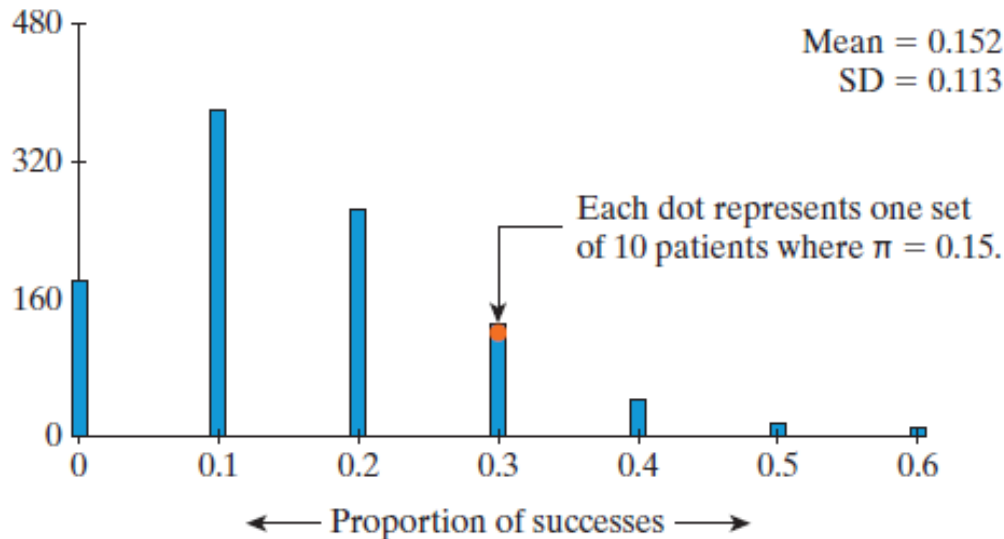 480
Mean = 0.152
SD = 0.113
320
Each dot represents one set
of 10 patients where π = 0.15.
160
0
0 0.1 0.2 0.3 0.4 0.5 0.6
Proportion of successes